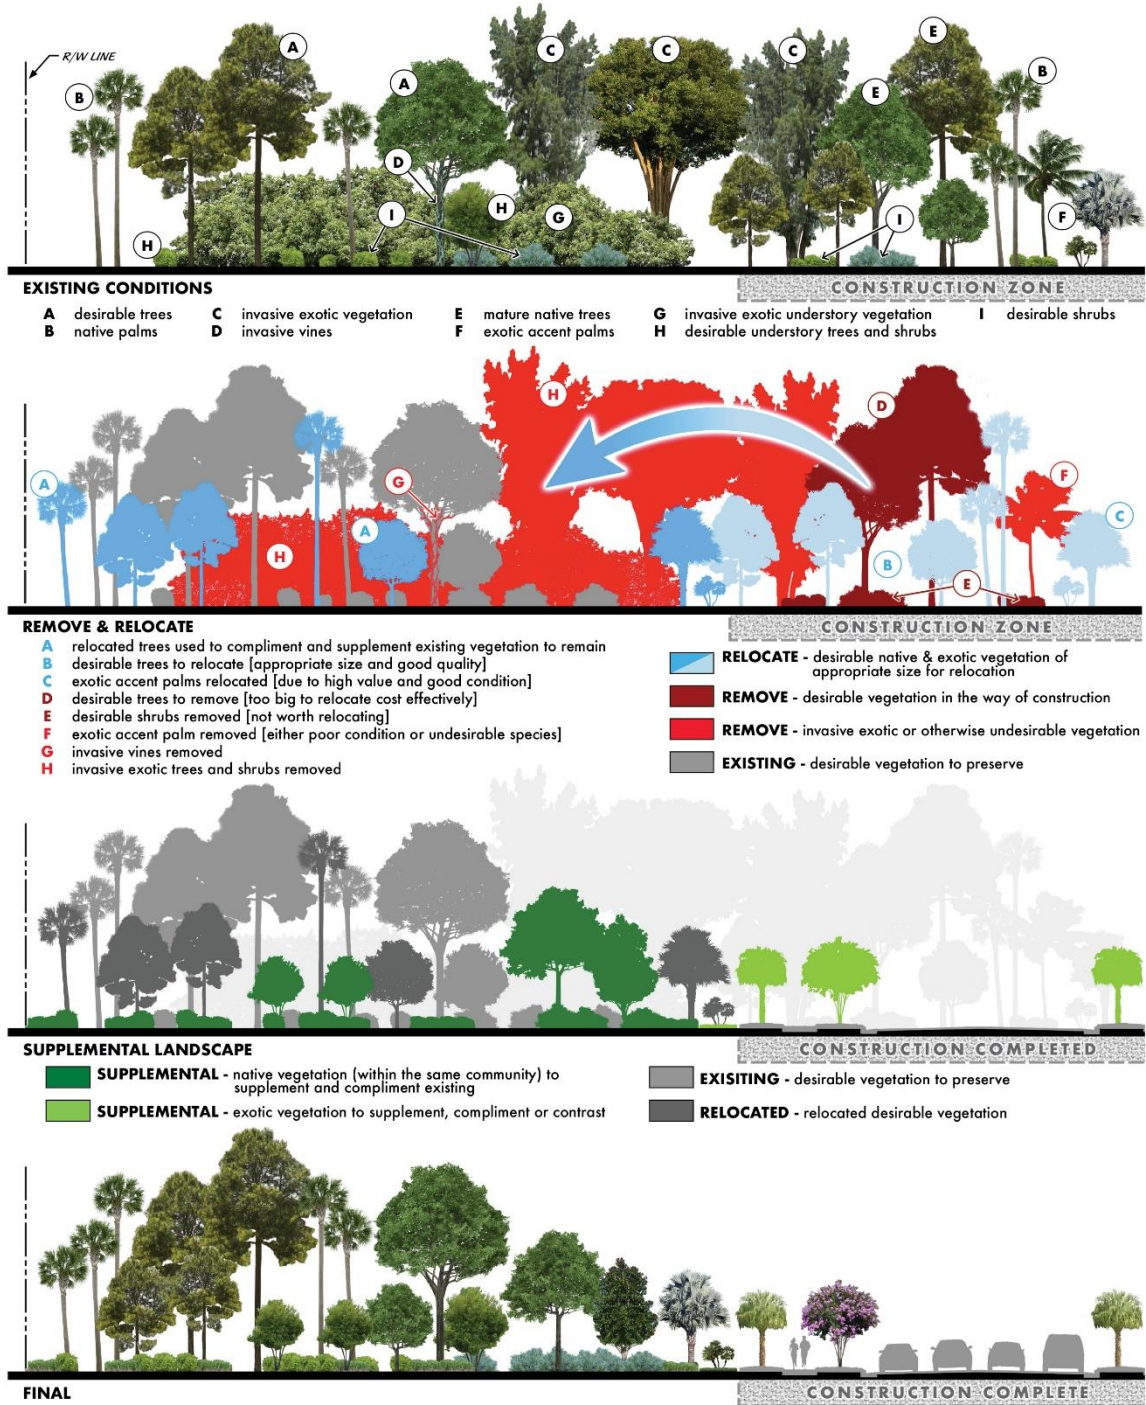 R/W LINE
A
C
C
C
E
B
B
A
E
D
I
H
G
I
F
H
CONSTRUCTION ZONE
EXISTING CONDITIONS
A desirable trees
B native palms
C invasive exotic vegetation
D invasive vines
E mature native trees
F exotic accent palms
G invasive exotic understory vegetation
H desirable understory trees and shrubs
I desirable shrubs
H
D
G
F
A
A
C
H
B
E
CONSTRUCTION ZONE
REMOVE & RELOCATE
A relocated trees used to compliment and supplement existing vegetation to remain
B desirable trees to relocate [appropriate size and good quality]
C exotic accent palms relocated [due to high value and good condition]
D desirable trees to remove [too big to relocate cost effectively]
E desirable shrubs removed [not worth relocating]
F exotic accent palm removed [either poor condition or undesirable species]
G invasive vines removed
H invasive exotic trees and shrubs removed
RELOCATE - desirable native & exotic vegetation of
appropriate size for relocation
REMOVE - desirable vegetation in the way of construction
REMOVE - invasive exotic or otherwise undesirable vegetation
EXISTING - desirable vegetation to preserve
CONSTRUCTION COMPLETED
SUPPLEMENTAL LANDSCAPE
SUPPLEMENTAL - native vegetation (within the same community) to
supplement and compliment existing
SUPPLEMENTAL - exotic vegetation to supplement, compliment or contrast
EXISITING - desirable vegetation to preserve
RELOCATED - relocated desirable vegetation
FINAL
CONSTRUCTION COMPLETE